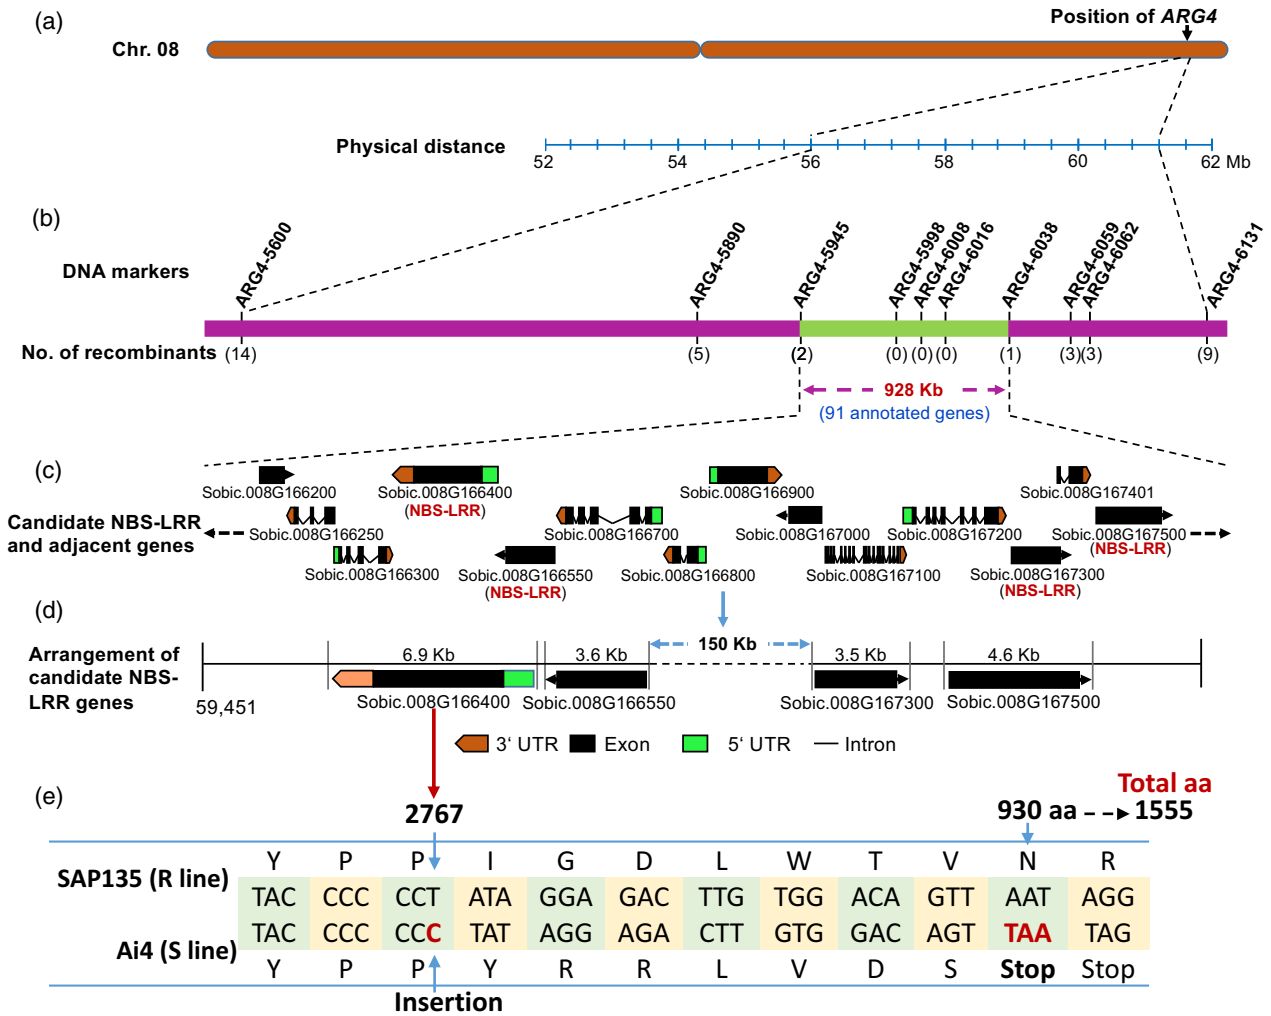 (a)
Position of ARG4
Chr. 08
Physical distance
52 54 56 58 60 62 Mb
(b)
DNA markers
ARG4-5600 ARG4-5890 ARG4-5945 ARG4-5998 ARG4-6008 ARG4-6016 ARG4-6038 ARG4-6059 ARG4-6062 ARG4-6131
No. of recombinants (14) (5) (2) (0) (0) (0) (1) (3) (3) (9)
928 Kb
(91 annotated genes)
(c)
Candidate NBS-LRR
and adjacent genes
Sobic.008G166200 Sobic.008G166400 Sobic.008G166900 Sobic.008G167401
(NBS-LRR)
Sobic.008G166250 Sobic.008G166700 Sobic.008G167000 Sobic.008G167200 Sobic.008G167500
(NBS-LRR)
Sobic.008G166300 Sobic.008G166550 Sobic.008G166800 Sobic.008G167100 Sobic.008G167300
(NBS-LRR) (NBS-LRR)
(d)
Arrangement of
candidate NBS-
LRR genes
59,451
6.9 Kb 3.6 Kb 150 Kb 3.5 Kb 4.6 Kb
Sobic.008G166400 Sobic.008G166550 Sobic.008G167300 Sobic.008G167500
3‘ UTR Exon 5‘ UTR Intron
(e)
2767 930 aa Total aa
1555
Y P P I G D L W T V N R
SAP135 (R line)
TAC CCC CCT ATA GGA GAC TTG TGG ACA GTT AAT AGG
TAC CCC CCC TAT AGG AGA CTT GTG GAC AGT TAA TAG
Ai4 (S line)
Y P P Y R R L V D S Stop Stop
Insertion